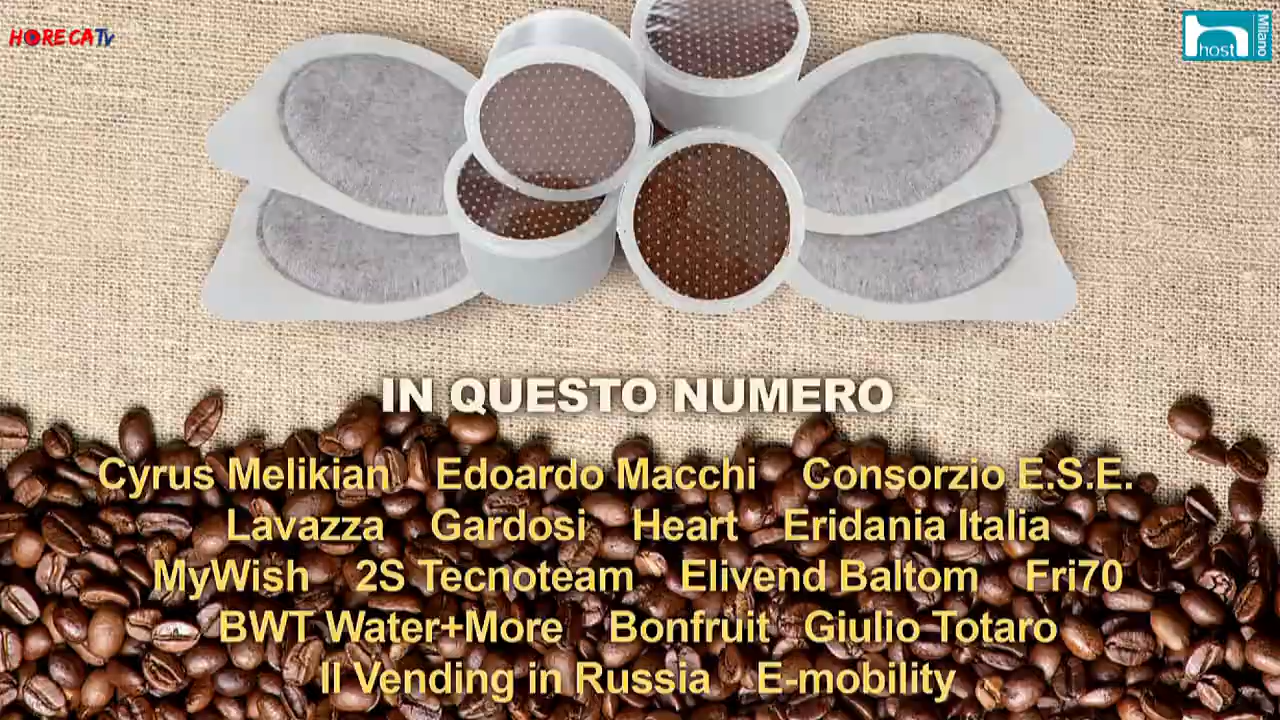 HORECATv
host
Milano
IN QUESTO NUMERO
Cyrus Melikian Edoardo Macchi Consorzio E.S.E.
Lavazza Gardosi Heart Eridania Italia
MyWish 2S Tecnoteam Elivend Baltom Fri70
BWT Water+More Bonfruit Giulio Totaro
Il Vending in Russia E-mobility